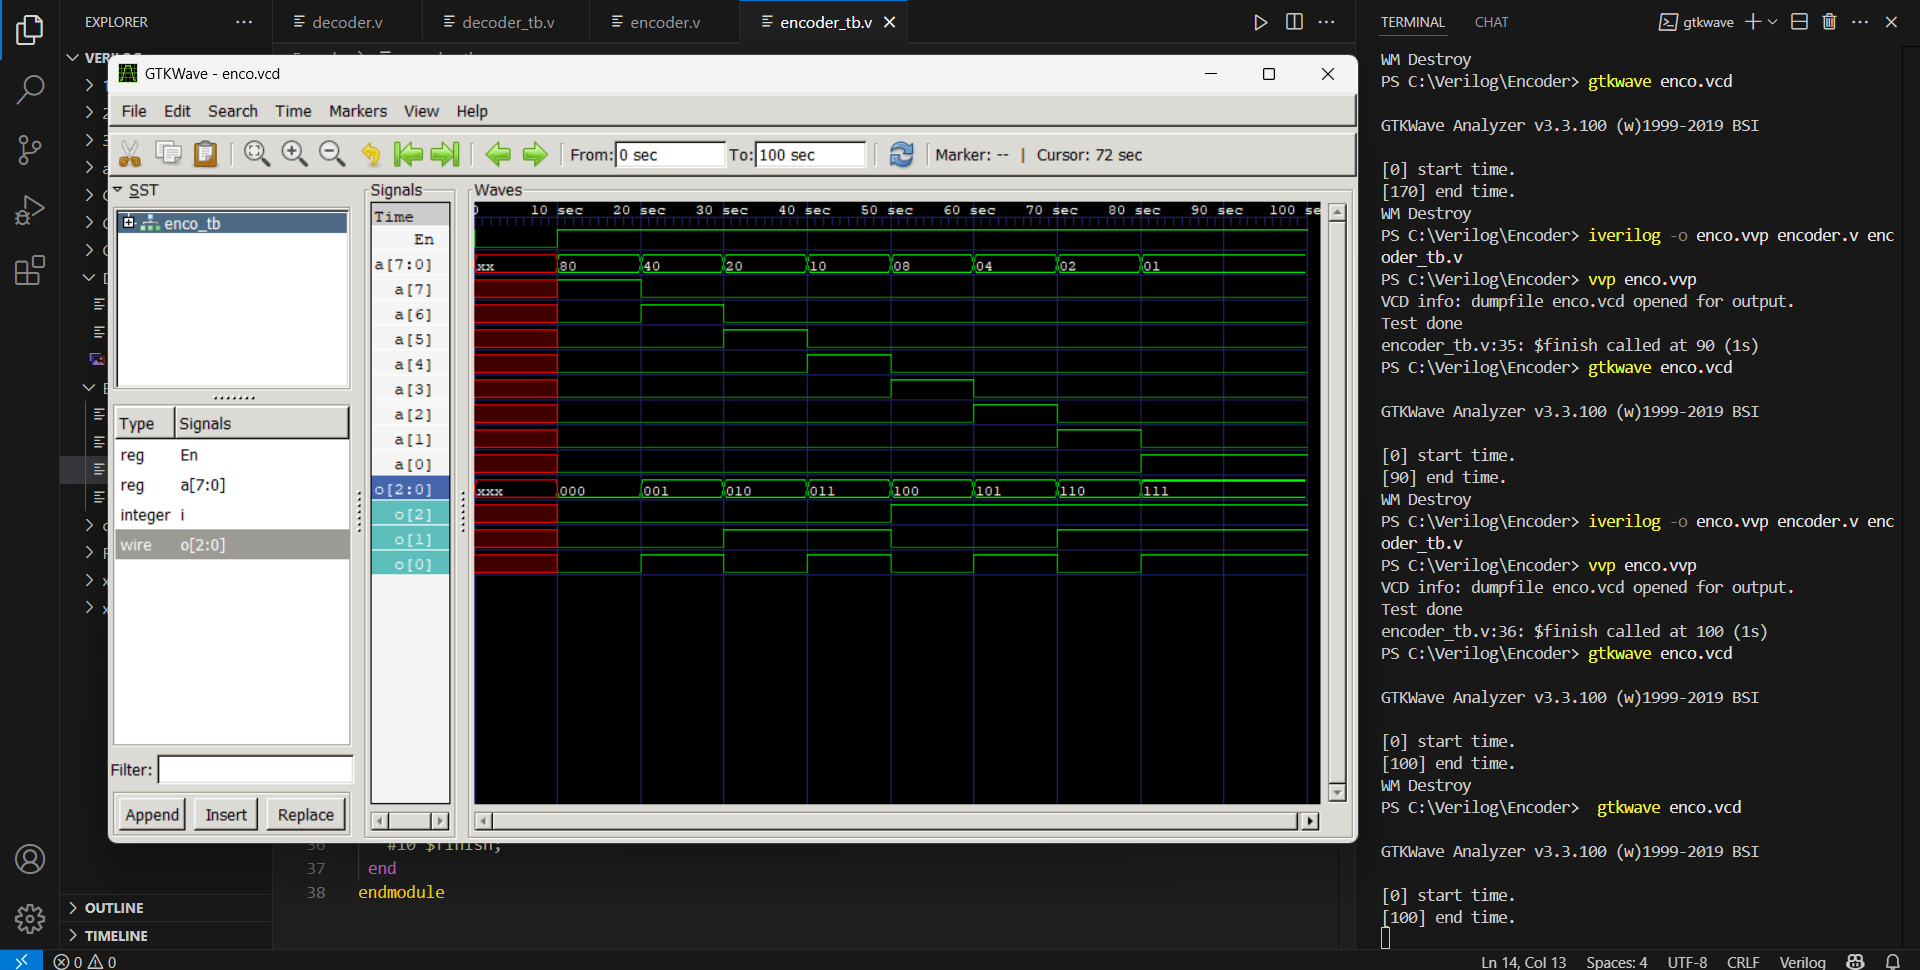 EXPLORER
decoder.v
decoder_tb.v
encoder.v
encoder_tb.v
TERMINAL
CHAT
gtkwave
GTKWave - enco.vcd
File Edit Search Time Markers View Help
From: 0 sec To: 100 sec
Marker: -- | Cursor: 72 sec
SST
enco_tb
Type Signals
reg En
reg a[7:0]
integer i
wire o[2:0]
Filter:
Append Insert Replace
Signals
Time
En
a[7:0]
a[7]
a[6]
a[5]
a[4]
a[3]
a[2]
a[1]
a[0]
o[2:0]
o[2]
o[1]
o[0]
Waves
0 10 sec 20 sec 30 sec 40 sec 50 sec 60 sec 70 sec 80 sec 90 sec 100 se
xx 80 40 20 10 08 04 02 01
xxx 000 001 010 011 100 101 110 111
36 #10 $finish;
37 end
38 endmodule
OUTLINE
TIMELINE
WM Destroy
PS C:\Verilog\Encoder> gtkwave enco.vcd
GTKWave Analyzer v3.3.100 (w)1999-2019 BSI
[0] start time.
[170] end time.
WM Destroy
PS C:\Verilog\Encoder> iverilog -o enco.vvp encoder.v enc
oder_tb.v
PS C:\Verilog\Encoder> vvp enco.vvp
VCD info: dumpfile enco.vcd opened for output.
Test done
encoder_tb.v:35: $finish called at 90 (1s)
PS C:\Verilog\Encoder> gtkwave enco.vcd
GTKWave Analyzer v3.3.100 (w)1999-2019 BSI
[0] start time.
[90] end time.
WM Destroy
PS C:\Verilog\Encoder> iverilog -o enco.vvp encoder.v enc
oder_tb.v
PS C:\Verilog\Encoder> vvp enco.vvp
VCD info: dumpfile enco.vcd opened for output.
Test done
encoder_tb.v:36: $finish called at 100 (1s)
PS C:\Verilog\Encoder> gtkwave enco.vcd
GTKWave Analyzer v3.3.100 (w)1999-2019 BSI
[0] start time.
[100] end time.
WM Destroy
PS C:\Verilog\Encoder>  gtkwave enco.vcd
GTKWave Analyzer v3.3.100 (w)1999-2019 BSI
[0] start time.
[100] end time.
0 0
Ln 14, Col 13 Spaces: 4 UTF-8 CRLF Verilog